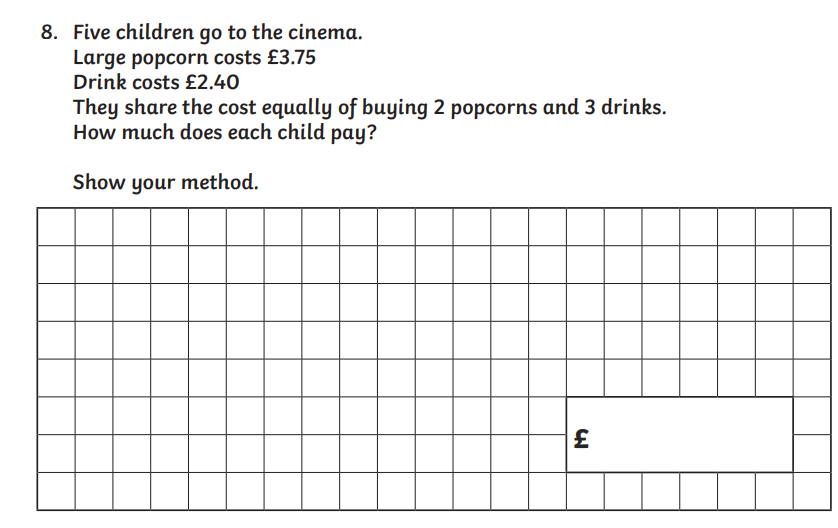 8. Five children go to the cinema.
Large popcorn costs £3.75
Drink costs £2.40
They share the cost equally of buying 2 popcorns and 3 drinks.
How much does each child pay?
Show your method.
£